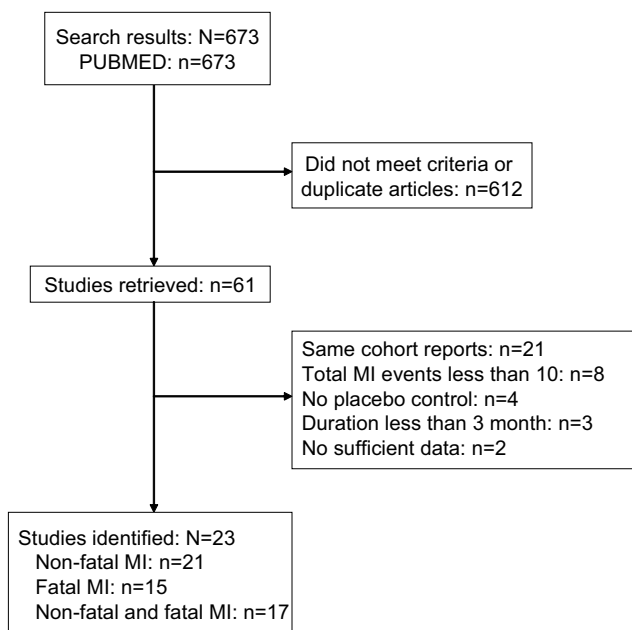 Search results: N=673
PUBMED: n=673
Did not meet criteria or
duplicate articles: n=612
Studies retrieved: n=61
Same cohort reports: n=21
Total MI events less than 10: n=8
No placebo control: n=4
Duration less than 3 month: n=3
No sufficient data: n=2
Studies identified: N=23
Non-fatal MI: n=21
Fatal MI: n=15
Non-fatal and fatal MI: n=17